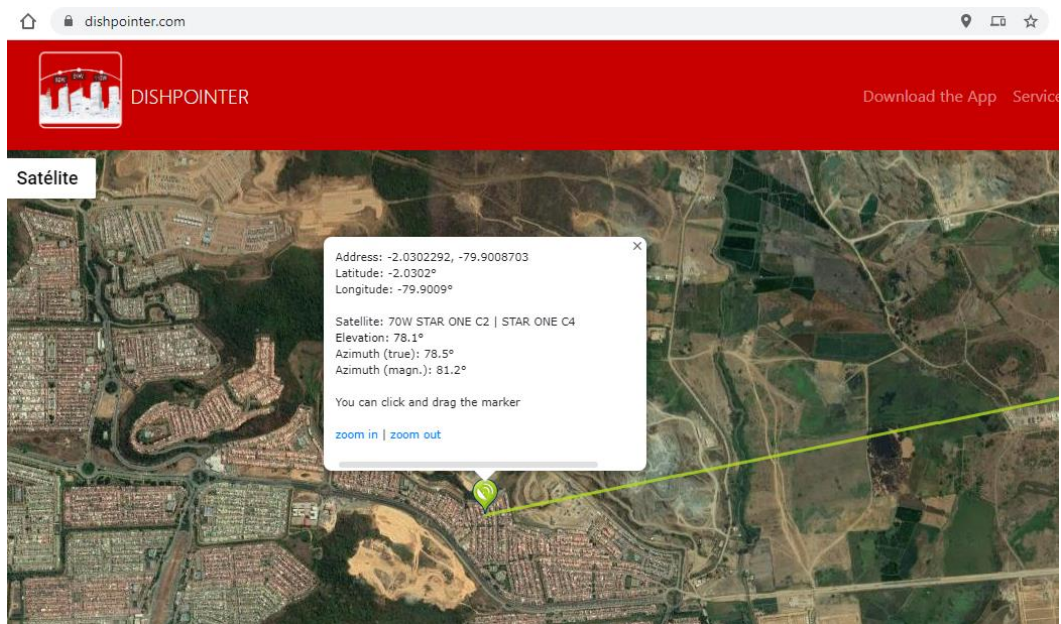 dishpointer.com
DISHPOINTER
Download the App Service
Satélite
Address: -2.0302292, -79.9008703
Latitude: -2.0302°
Longitude: -79.9009°
Satellite: 70W STAR ONE C2 | STAR ONE C4
Elevation: 78.1°
Azimuth (true): 78.5°
Azimuth (magn.): 81.2°
You can click and drag the marker
zoom in | zoom out